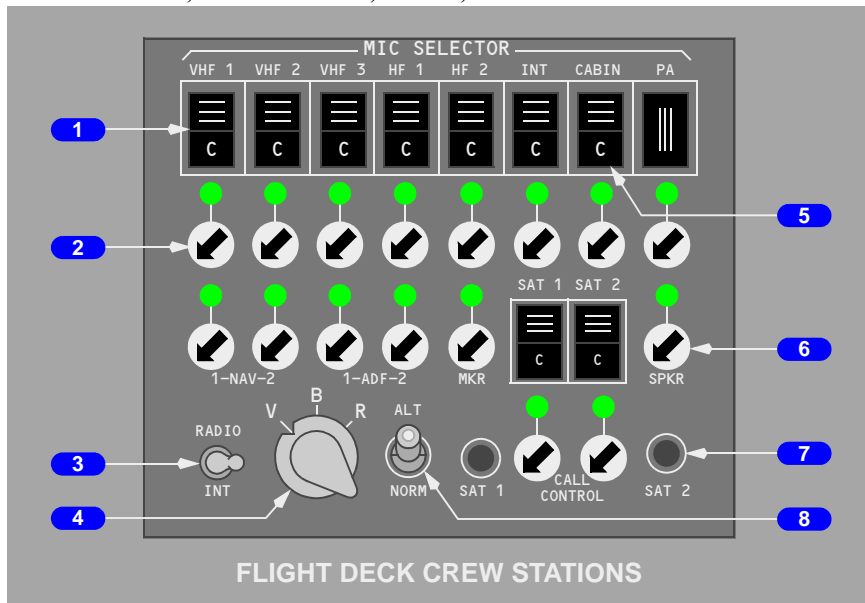 MIC SELECTOR
VHF 1 VHF 2 VHF 3 HF 1 HF 2 INT CABIN PA
1
C C C C C C C
5
2
SAT 1 SAT 2
C C
6
1-NAV-2 1-ADF-2 MKR SPKR
V B R ALT
RADIO
3
7
INT NORM SAT 1 CALL CONTROL SAT 2
4
8
FLIGHT DECK CREW STATIONS